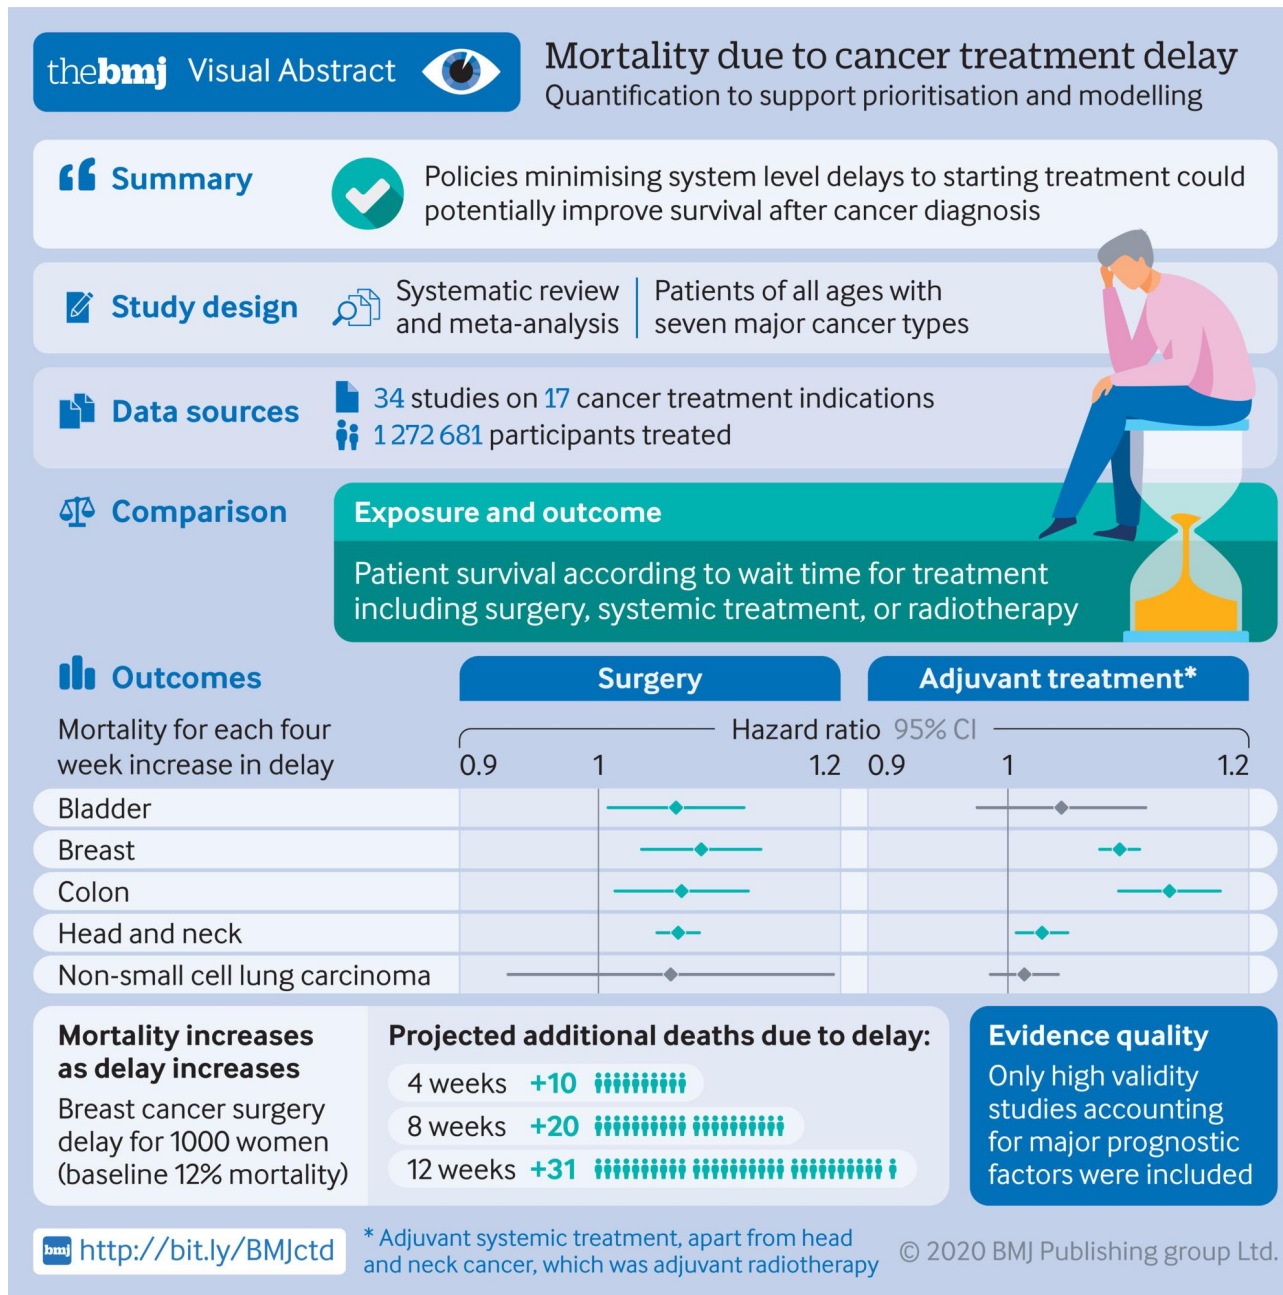 thebmj Visual Abstract
Mortality due to cancer treatment delay
Quantification to support prioritisation and modelling
Summary
Policies minimising system level delays to starting treatment could
potentially improve survival after cancer diagnosis
Study design
Systematic review
and meta-analysis
Patients of all ages with
seven major cancer types
Data sources
34 studies on 17 cancer treatment indications
1 272 681 participants treated
Comparison
Exposure and outcome
Patient survival according to wait time for treatment
including surgery, systemic treatment, or radiotherapy
Outcomes
Surgery
Adjuvant treatment*
Mortality for each four
week increase in delay
Hazard ratio 95% CI
0.9 1 1.2 0.9 1 1.2
Bladder
Breast
Colon
Head and neck
Non-small cell lung carcinoma
Mortality increases
as delay increases
Breast cancer surgery
delay for 1000 women
(baseline 12% mortality)
Projected additional deaths due to delay:
4 weeks +10
8 weeks +20
12 weeks +31
Evidence quality
Only high validity
studies accounting
for major prognostic
factors were included
bmj http://bit.ly/BMJctd
* Adjuvant systemic treatment, apart from head
and neck cancer, which was adjuvant radiotherapy
© 2020 BMJ Publishing group Ltd.